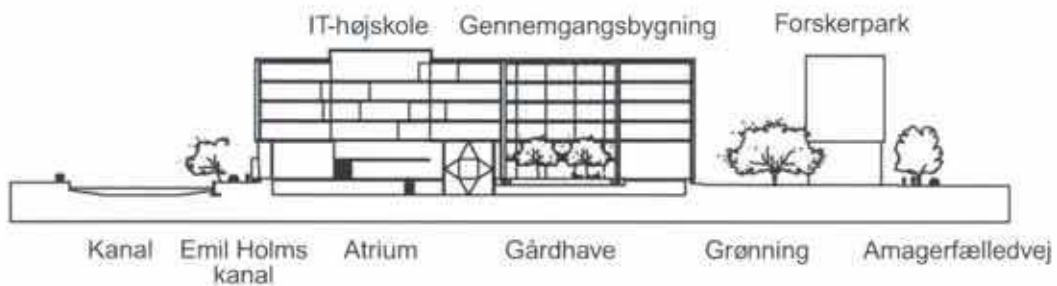 IT-højskole Gennemgangsbygning Forskerpark
Kanal Emil Holms kanal Atrium Gårdhave Grønning Amagerfælledvej